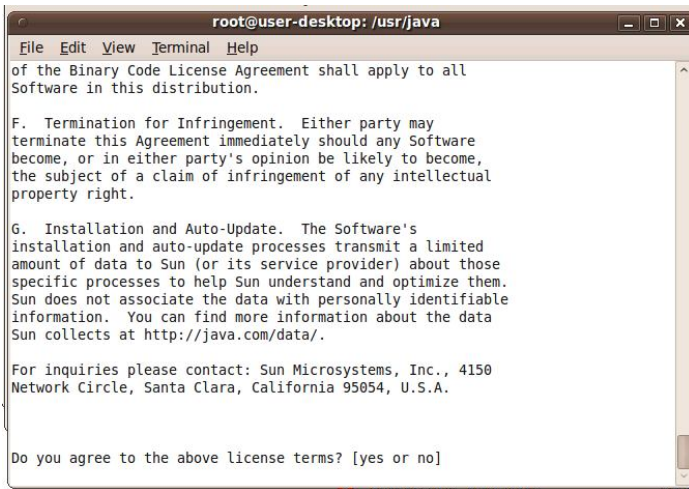 root@user-desktop: /usr/java
File Edit View Terminal Help
of the Binary Code License Agreement shall apply to all
Software in this distribution.
F.  Termination for Infringement.  Either party may
terminate this Agreement immediately should any Software
become, or in either party's opinion be likely to become,
the subject of a claim of infringement of any intellectual
property right.
G.  Installation and Auto-Update.  The Software's
installation and auto-update processes transmit a limited
amount of data to Sun (or its service provider) about those
specific processes to help Sun understand and optimize them.
Sun does not associate the data with personally identifiable
information.  You can find more information about the data
Sun collects at http://java.com/data/.
For inquiries please contact: Sun Microsystems, Inc., 4150
Network Circle, Santa Clara, California 95054, U.S.A.
Do you agree to the above license terms? [yes or no]